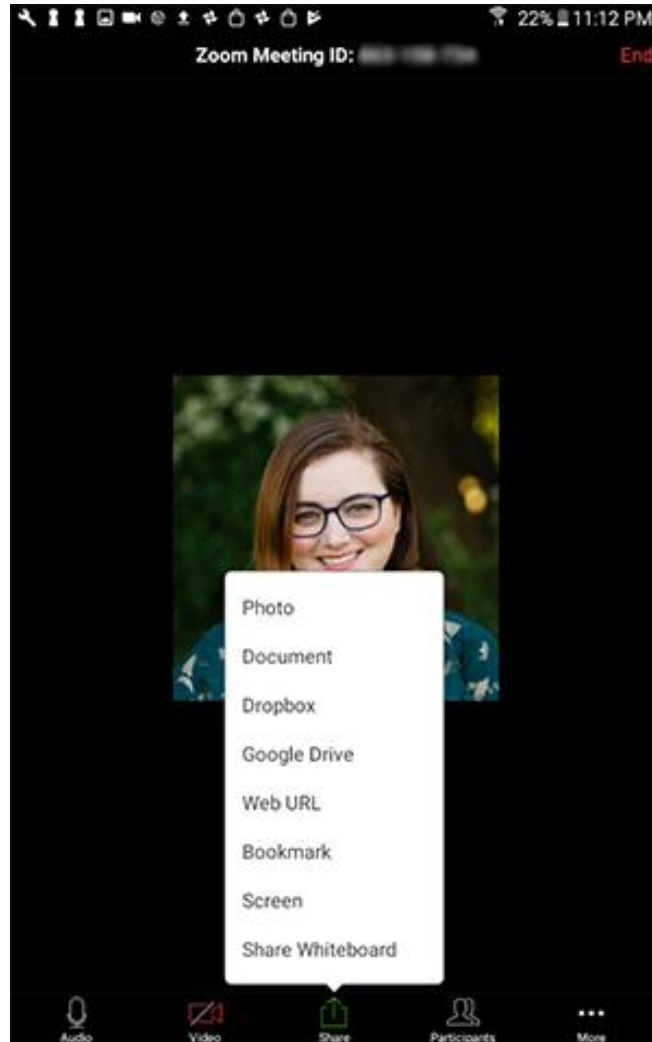 22% 11:12 PM
Zoom Meeting ID:
End
Photo
Document
Dropbox
Google Drive
Web URL
Bookmark
Screen
Share Whiteboard
Audio Video Share Participants More